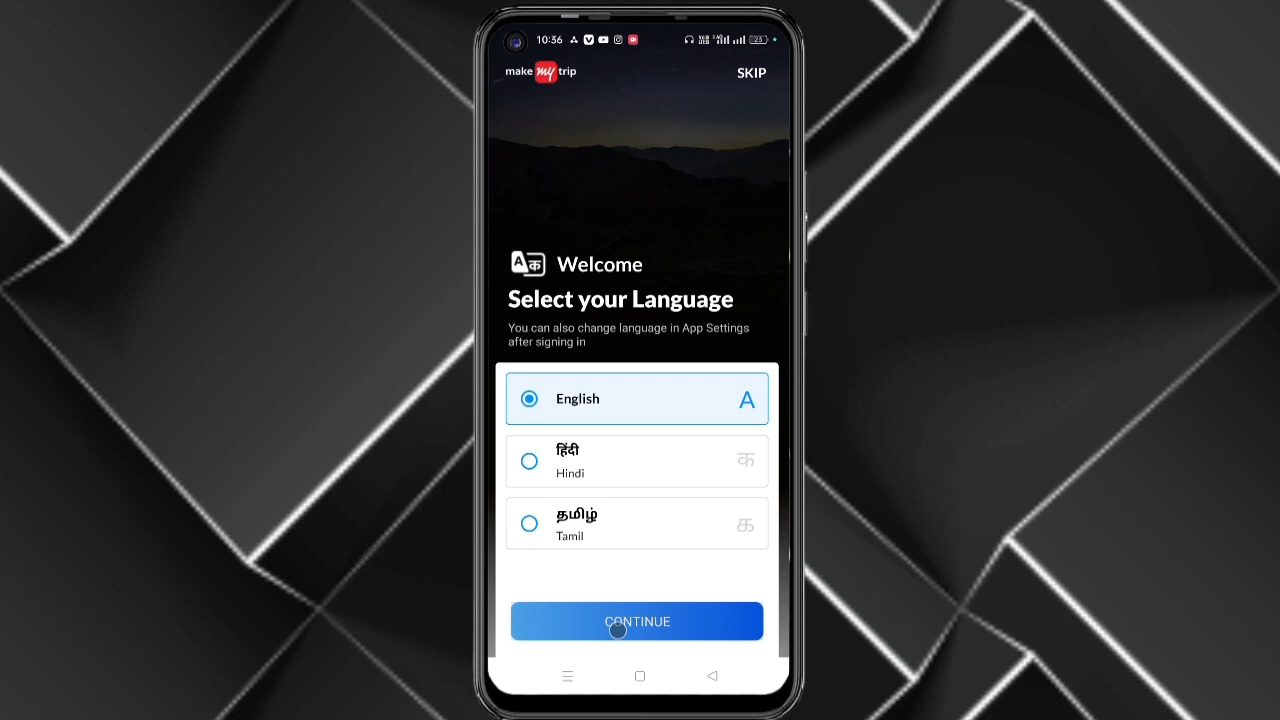 10:36
make my trip
SKIP
Welcome
Select your Language
You can also change language in App Settings
after signing in
English
A
हिंदी
क
Hindi
தமிழ்
க
Tamil
CONTINUE